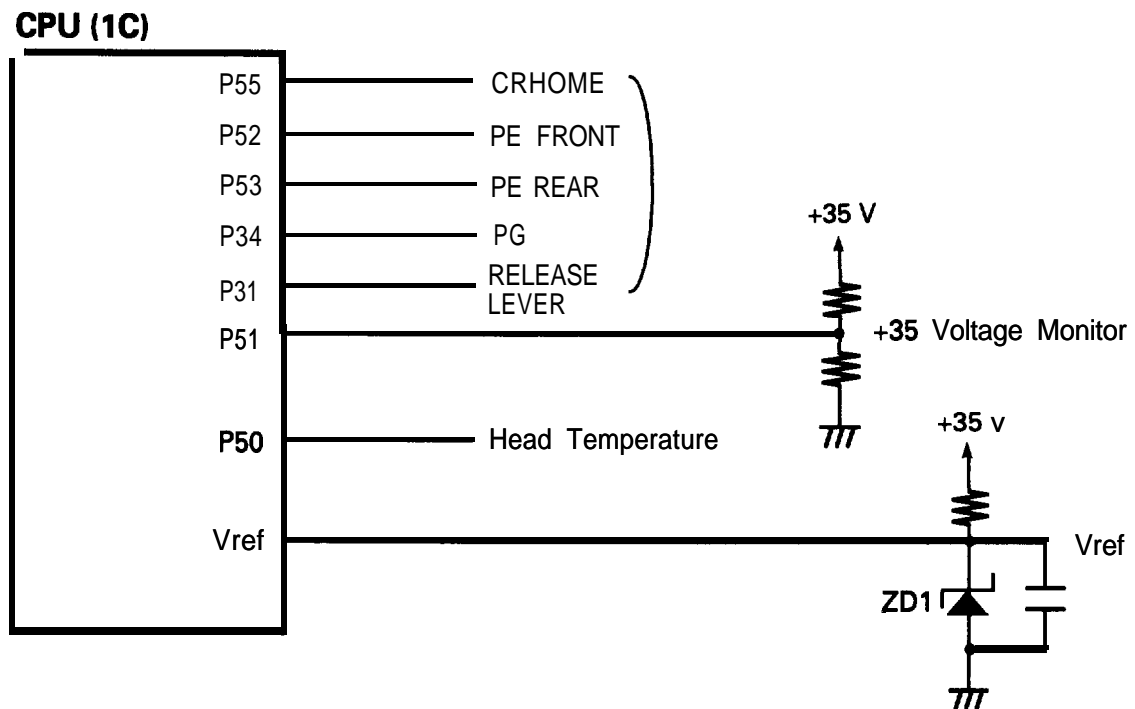 CPU (1C)
P55 CRHOME
P52 PE FRONT
P53 PE REAR
P34 PG
P31 RELEASE
LEVER
+35 V
P51 +35 Voltage Monitor
P50 Head Temperature
+35 v
Vref Vref
ZD1